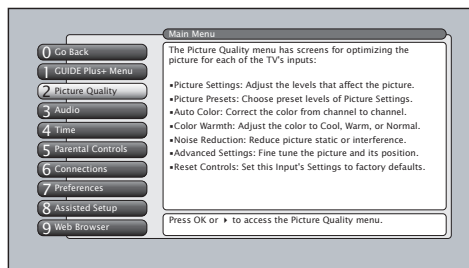 Main Menu
0 Go Back
1 GUIDE Plus+ Menu
2 Picture Quality
3 Audio
4 Time
5 Parental Controls
6 Connections
7 Preferences
8 Assisted Setup
9 Web Browser
The Picture Quality menu has screens for optimizing the
picture for each of the TV's inputs:
▪Picture Settings: Adjust the levels that affect the picture.
▪Picture Presets: Choose preset levels of Picture Settings.
▪Auto Color: Correct the color from channel to channel.
▪Color Warmth: Adjust the color to Cool, Warm, or Normal.
▪Noise Reduction: Reduce picture static or interference.
▪Advanced Settings: Fine tune the picture and its position.
▪Reset Controls: Set this Input's Settings to factory defaults.
Press OK or ▸ to access the Picture Quality menu.